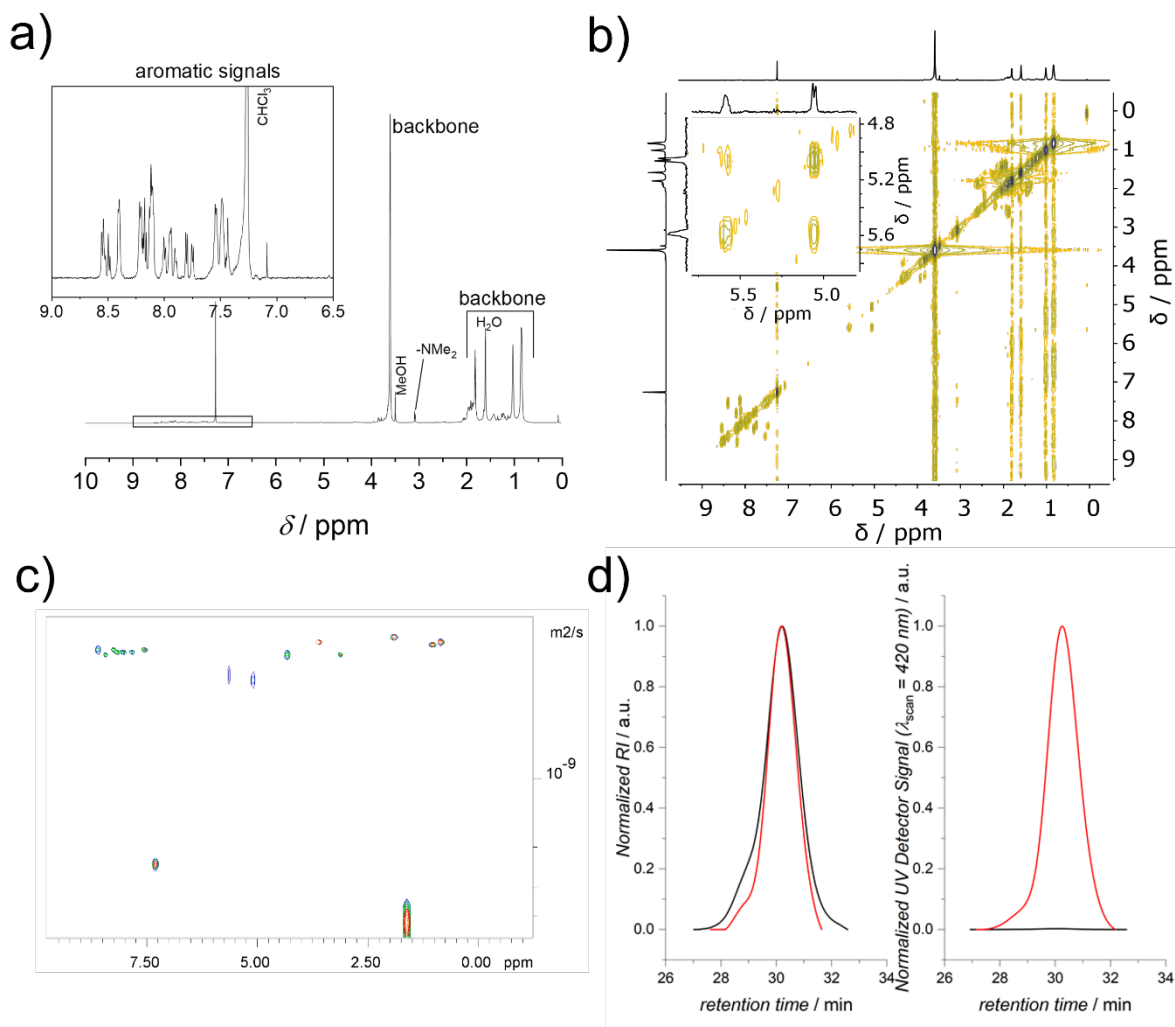 a)
aromatic signals
CHCl3
9.0 8.5 8.0 7.5 7.0 6.5
backbone
MeOH
-NMe2
backbone
H2O
10 9 8 7 6 5 4 3 2 1 0
δ / ppm
b)
4.8
5.2
5.6
δ / ppm
5.5 5.0
δ / ppm
0
1
2
3
4
5
6
7
8
9
δ / ppm
9 8 7 6 5 4 3 2 1 0
δ / ppm
c)
m2/s
10-9
7.50 5.00 2.50 0.00 ppm
d)
Normalized RI / a.u.
1.0
0.8
0.6
0.4
0.2
0.0
26 28 30 32 34
retention time / min
Normalized UV Detector Signal (λscan = 420 nm) / a.u.
1.0
0.8
0.6
0.4
0.2
0.0
26 28 30 32 34
retention time / min